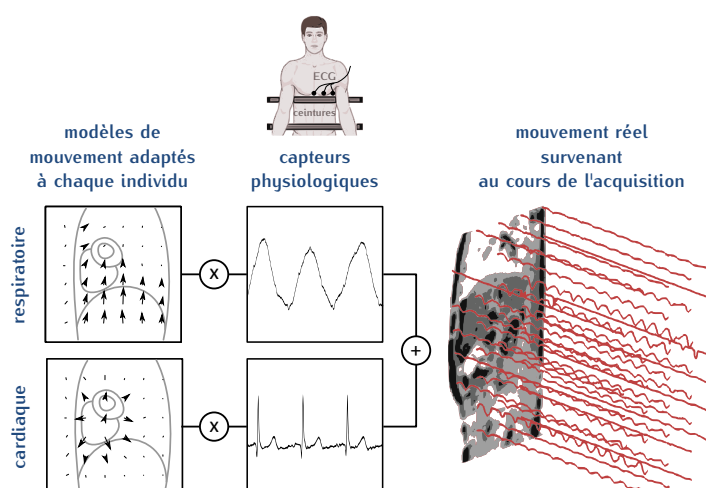 ECG
ceintures
modèles de
mouvement adaptés
à chaque individu
capteurs
physiologiques
mouvement réel
survenant
au cours de l'acquisition
respiratoire
X
+
cardiaque
X